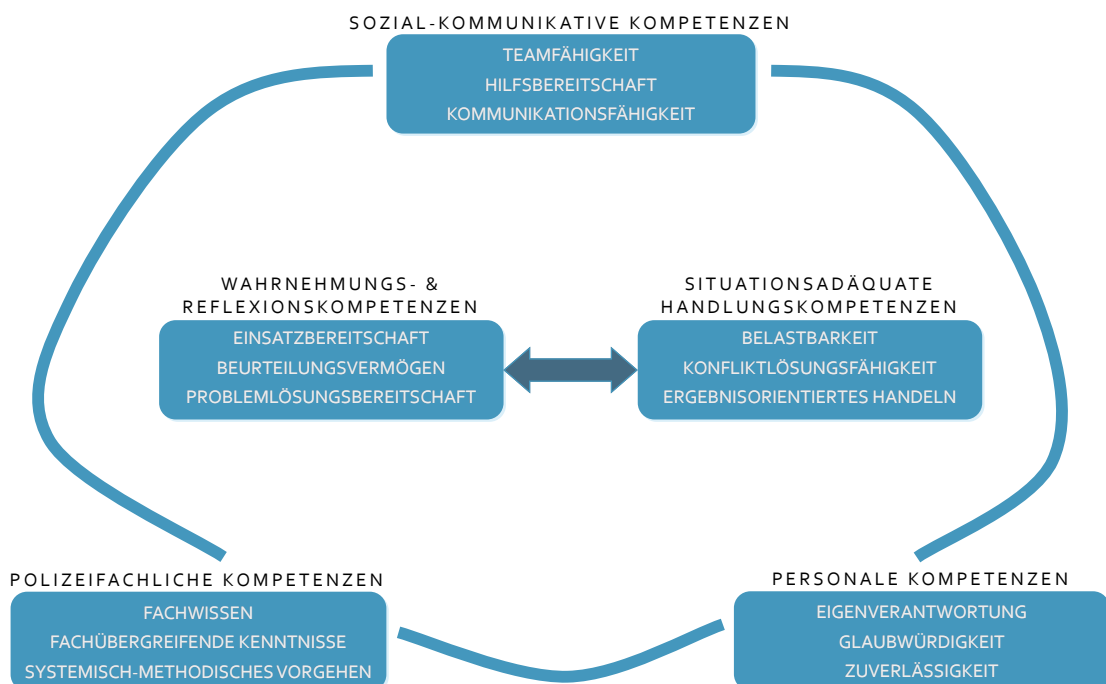 SOZIAL-KOMMUNIKATIVE KOMPETENZEN
TEAMFÄHIGKEIT
HILFSBEREITSCHAFT
KOMMUNIKATIONSFÄHIGKEIT
WAHRNEHMUNGS- &
REFLEXIONSKOMPETENZEN
EINSATZBEREITSCHAFT
BEURTEILUNGSVERMÖGEN
PROBLEMLÖSUNGSBEREITSCHAFT
SITUATIONSADÄQUATE
HANDLUNGSKOMPETENZEN
BELASTBARKEIT
KONFLIKTLÖSUNGSFÄHIGKEIT
ERGEBNISORIENTIERTES HANDELN
POLIZEIFACHLICHE KOMPETENZEN
FACHWISSEN
FACHÜBERGREIFENDE KENNTNISSE
SYSTEMISCH-METHODISCHES VORGEHEN
PERSONALE KOMPETENZEN
EIGENVERANTWORTUNG
GLAUBWÜRDIGKEIT
ZUVERLÄSSIGKEIT